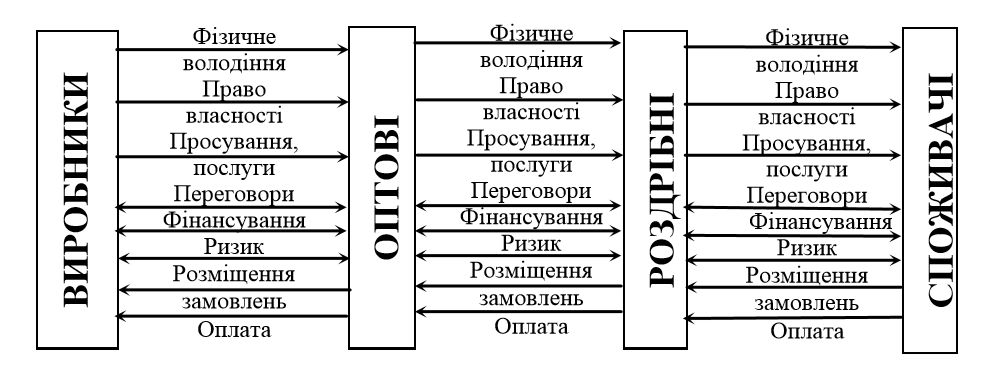 ВИРОБНИКИ
Фізичне
володіння
Право
власності
Просування,
послуги
Переговори
Фінансування
Ризик
Розміщення
замовлень
Оплата
ОПТОВІ
Фізичне
володіння
Право
власності
Просування,
послуги
Переговори
Фінансування
Ризик
Розміщення
замовлень
Оплата
РОЗДРІБНІ
Фізичне
володіння
Право
власності
Просування,
послуги
Переговори
Фінансування
Ризик
Розміщення
замовлень
Оплата
СПОЖИВАЧІ